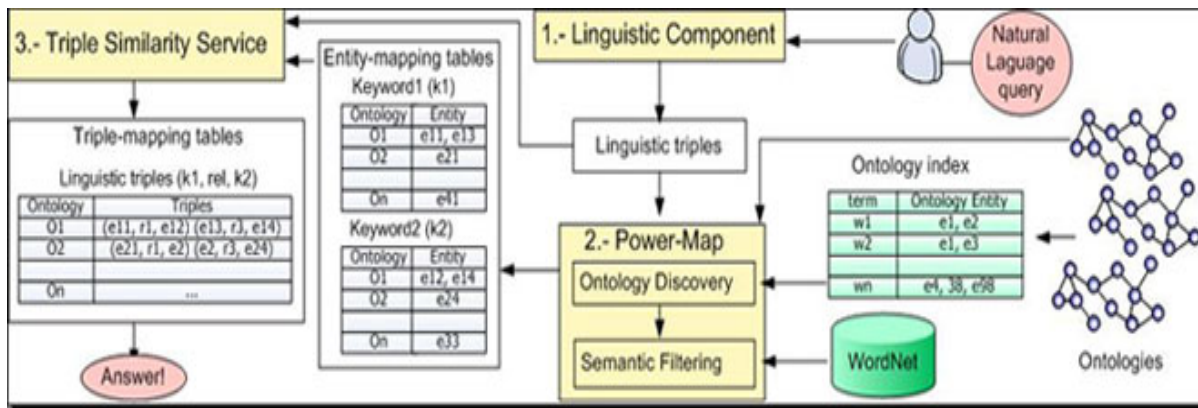 3.- Triple Similarity Service
1.- Linguistic Component
Natural
Laguage
query
Entity-mapping tables
Keyword1 (k1)
Ontology Entity
O1 e11, e13
O2 e21
On e41
Keyword2 (k2)
Ontology Entity
O1 e12, e14
O2 e24
On e33
Triple-mapping tables
Linguistic triples (k1, rel, k2)
Ontology Triples
O1 (e11, r1, e12) (e13, r3, e14)
O2 (e21, r1, e2) (e2, r3, e24)
On ...
Answer!
Linguistic triples
2.- Power-Map
Ontology Discovery
Semantic Filtering
Ontology index
term Ontology Entity
w1 e1, e2
w2 e1, e3
wn e4, 38, e98
WordNet
Ontologies